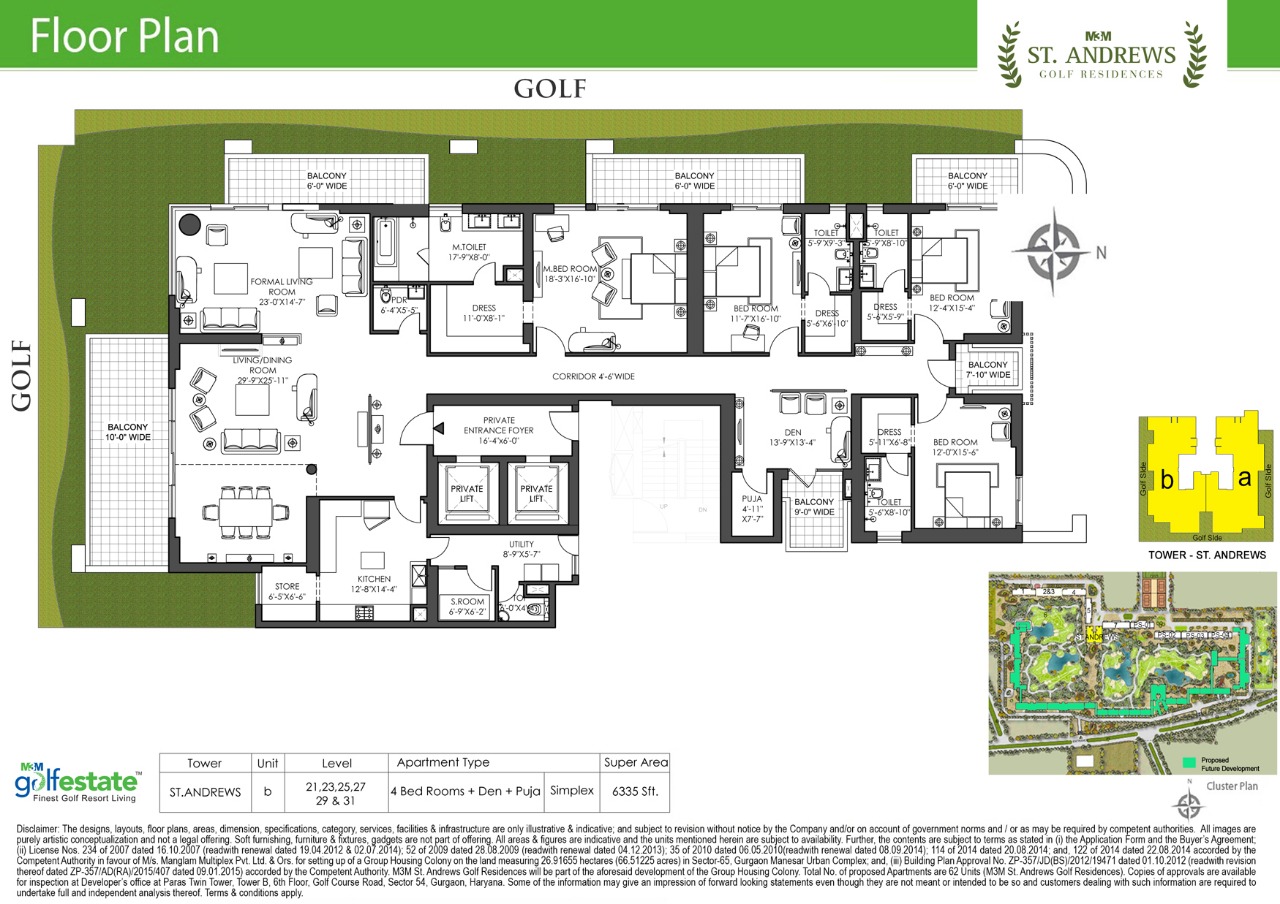 Floor Plan
M3M
ST. ANDREWS
GOLF RESIDENCES
GOLF
GOLF
BALCONY
6'-0" WIDE
BALCONY
6'-0" WIDE
BALCONY
6'-0" WIDE
M.TOILET
17'-9"X8'-0"
TOILET
5'-9"X9'-3"
TOILET
5'-9"X8'-10"
N
FORMAL LIVING
ROOM
23'-0"X14'-7"
PDR
6'-4"X5'-5"
DRESS
11'-0"X8'-1"
M.BED ROOM
18'-3"X16'-10"
BED ROOM
11'-7"X16'-10"
DRESS
5'-6"X6'-10"
DRESS
5'-6"X5'-9"
BED ROOM
12'-4"X15'-4"
LIVING/DINING
ROOM
29'-9"X25'-11"
CORRIDOR 4'-6"WIDE
BALCONY
7'-10" WIDE
BALCONY
10'-0" WIDE
PRIVATE
ENTRANCE FOYER
16'-4"X6'-0"
DEN
13'-9"X13'-4"
DRESS
5'-11"X6'-8"
BED ROOM
12'-0"X15'-6"
PRIVATE
LIFT
PRIVATE
LIFT
UP
DN
PUJA
4'-11"
X7'-7"
BALCONY
9'-0" WIDE
TOILET
5'-6"X8'-10"
UTILITY
8'-9"X5'-7"
STORE
6'-5"X6'-6"
KITCHEN
12'-8"X14'-4"
S.ROOM
6'-9"X6'-2"
Golf Side
b
a
Golf Side
Golf Side
TOWER - ST. ANDREWS
1
2&3
4
5
6
7
PS-01
ST.ANDREWS
PS-02
PS-03
PS-04
Proposed
Future Development
N
Cluster Plan
M3M
golfestate™
Finest Golf Resort Living
Tower Unit Level Apartment Type Super Area
ST.ANDREWS b 21,23,25,27 29 & 31 4 Bed Rooms + Den + Puja Simplex 6335 Sft.
Disclaimer: The designs, layouts, floor plans, areas, dimension, specifications, category, services, facilities & infrastructure are only illustrative & indicative; and subject to revision without notice by the Company and/or on account of government norms and / or as may be required by competent authorities. All images are
purely artistic conceptualization and not a legal offering. Soft furnishing, furniture & fixtures, gadgets are not part of offering. All areas & figures are indicative and the units mentioned herein are subject to availability. Further, the contents are subject to terms as stated in (i) the Application Form and the Buyer's Agreement;
(ii) License Nos. 234 of 2007 dated 16.10.2007 (readwith renewal dated 19.04.2012 & 02.07.2014); 52 of 2009 dated 28.08.2009 (readwith renewal dated 04.12.2013); 35 of 2010 dated 06.05.2010(readwith renewal dated 08.09.2014); 114 of 2014 dated 20.08.2014; and, 122 of 2014 dated 22.08.2014 accorded by the
Competent Authority in favour of M/s. Manglam Multiplex Pvt. Ltd. & Ors. for setting up of a Group Housing Colony on the land measuring 26.91655 hectares (66.51225 acres) in Sector-65, Gurgaon Manesar Urban Complex; and, (iii) Building Plan Approval No. ZP-357/JD(BS)/2012/19471 dated 01.10.2012 (readwith revision
thereof dated ZP-357/AD(RA)/2015/407 dated 09.01.2015) accorded by the Competent Authority. M3M St. Andrews Golf Residences will be part of the aforesaid development of the Group Housing Colony. Total No. of proposed Apartments are 62 Units (M3M St. Andrews Golf Residences). Copies of approvals are available
for inspection at Developer's office at Paras Twin Tower, Tower B, 6th Floor, Golf Course Road, Sector 54, Gurgaon, Haryana. Some of the information may give an impression of forward looking statements even though they are not meant or intended to be so and customers dealing with such information are required to
undertake full and independent analysis thereof. Terms & conditions apply.